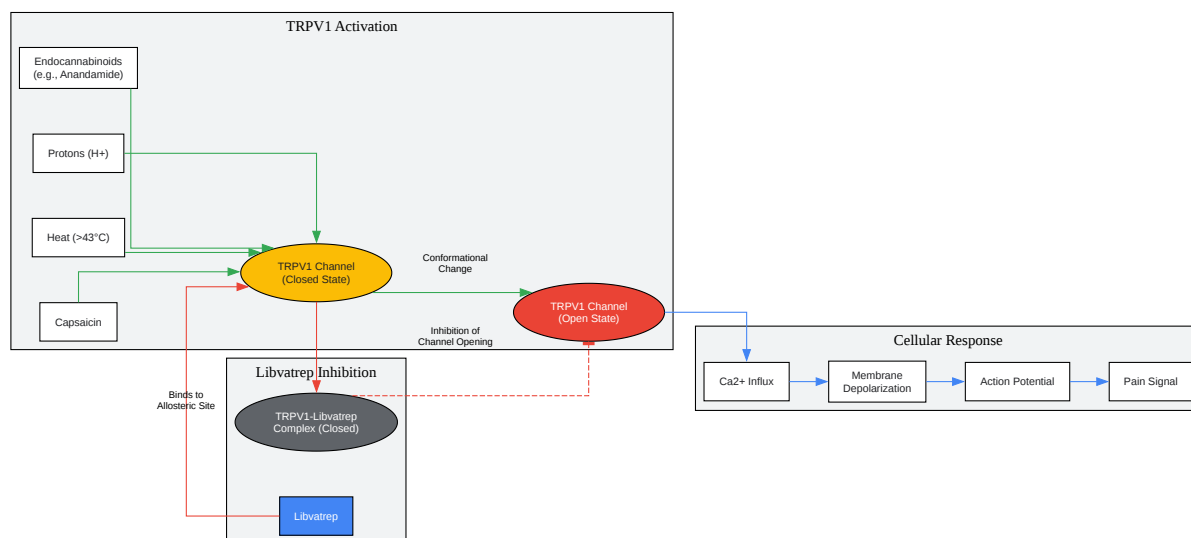 TRPV1 Activation
Endocannabinoids
(e.g., Anandamide)
Protons (H+)
Heat (>43°C)
Capsaicin
TRPV1 Channel
(Closed State)
Conformational
Change
TRPV1 Channel
(Open State)
Inhibition of
Channel Opening
Libvatrep Inhibition
Binds to
Allosteric Site
TRPV1-Libvatrep
Complex (Closed)
Libvatrep
Cellular Response
Ca2+ Influx
Membrane
Depolarization
Action Potential
Pain Signal